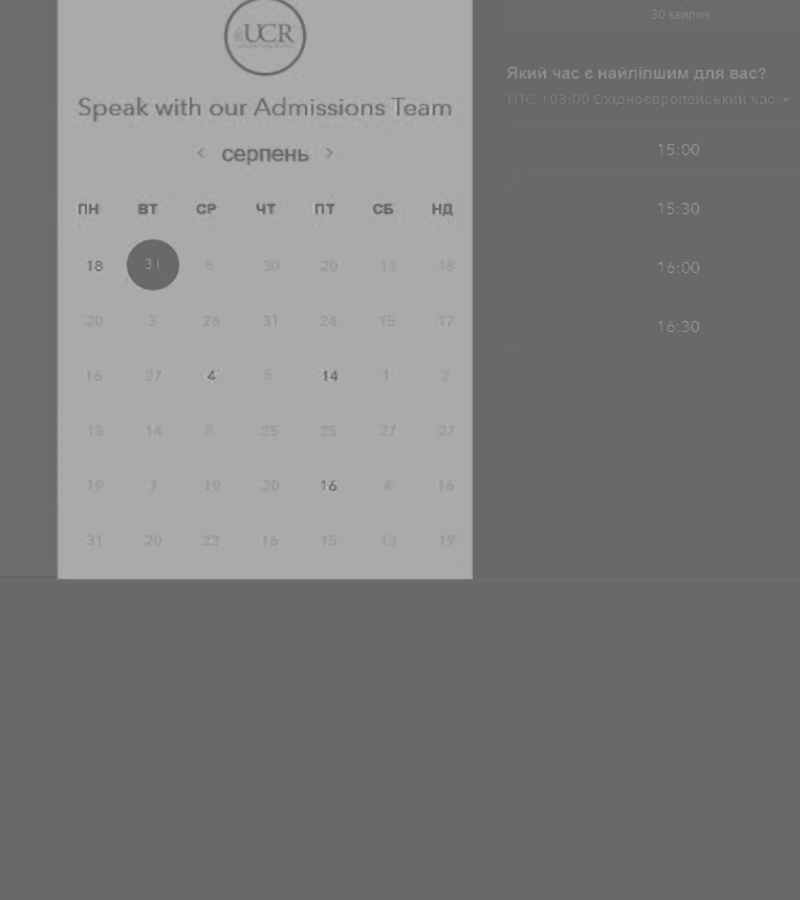 UCR
Speak with our Admissions Team
‹ серпень ›
ПН ВТ СР ЧТ ПТ СБ НД
18 31 5 30 20 13 18
20 3 26 31 24 15 17
16 27 4 5 14 1 2
13 14 5 25 25 27 27
19 7 19 20 16 4 16
31 20 23 16 15 13 19
30 хвилин
Який час є найліпшим для вас?
UTC +03:00 Східноєвропейський час
15:00
15:30
16:00
16:30